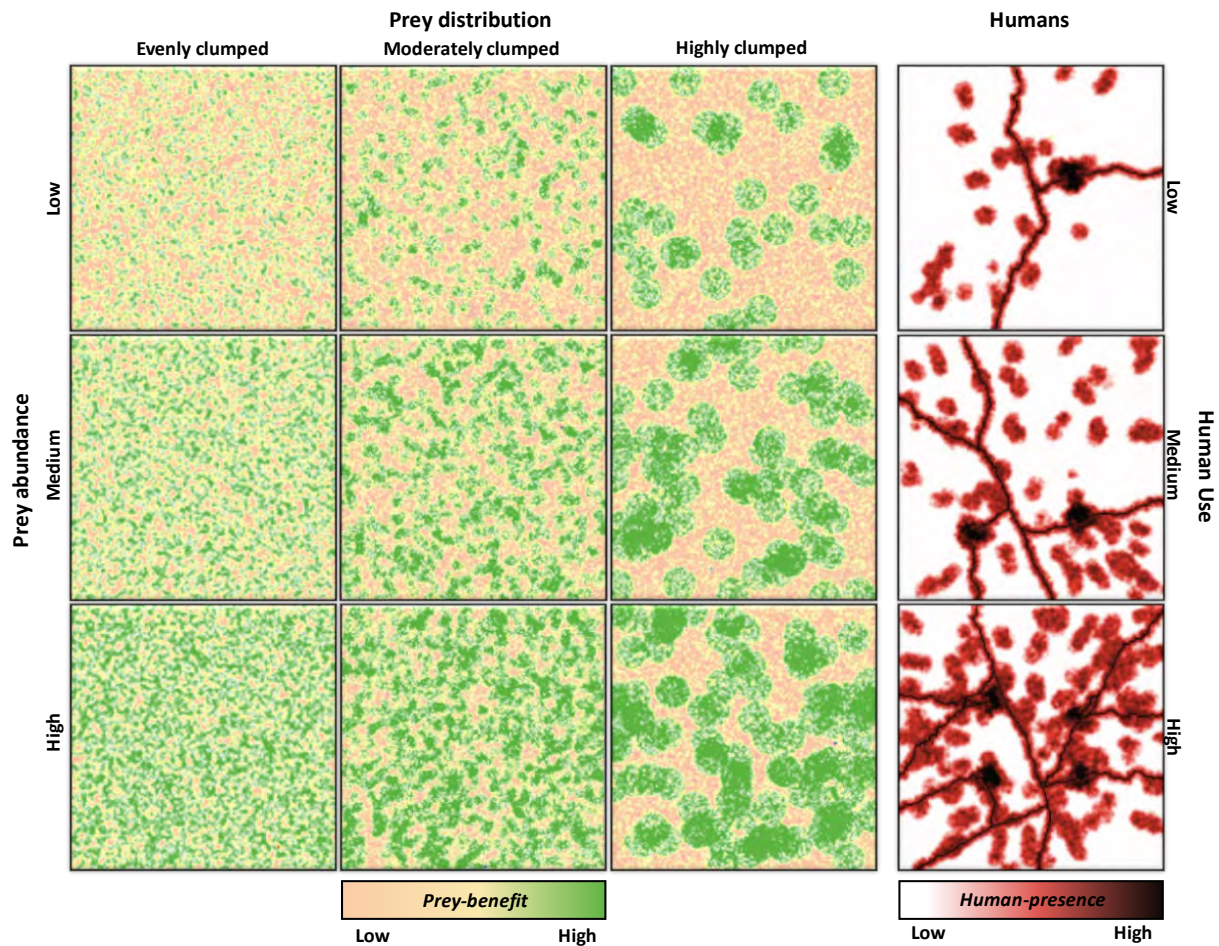 Prey distribution
Humans
Evenly clumped
Moderately clumped
Highly clumped
Low
Low
Prey abundance
Medium
Medium
Human Use
High
High
Prey-benefit
Human-presence
Low
High
Low
High